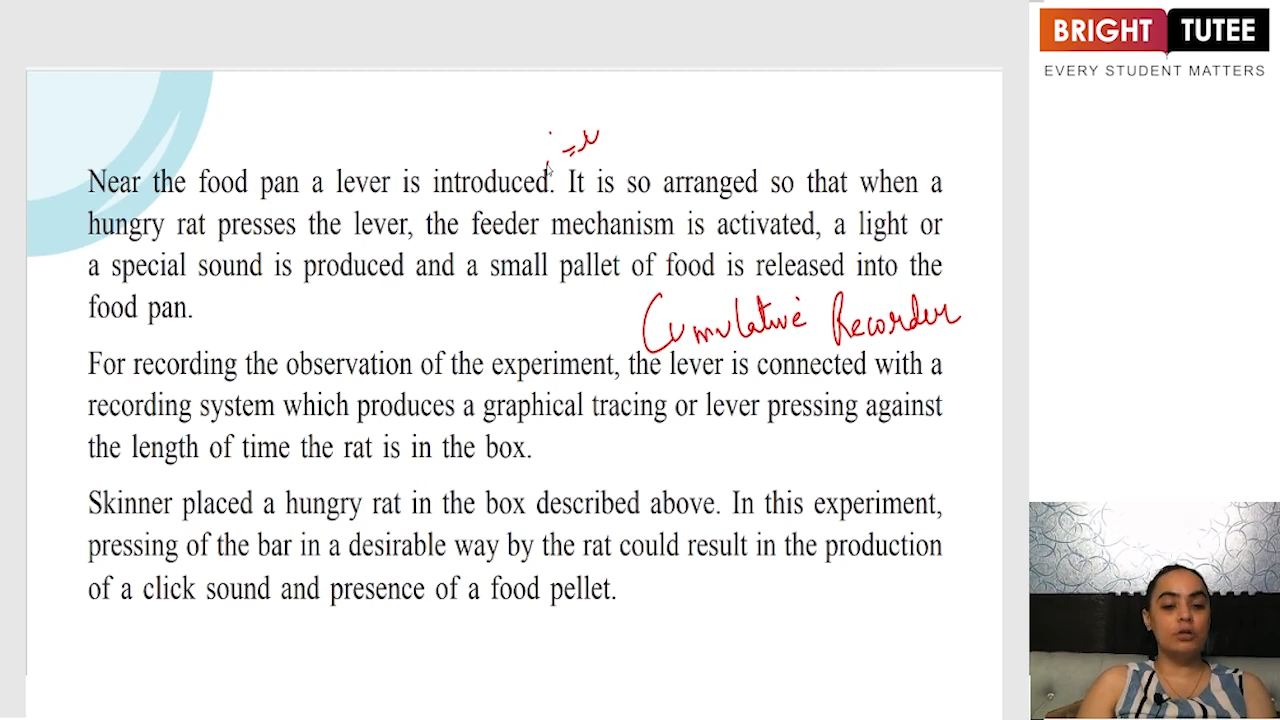 BRIGHT TUTEE
EVERY STUDENT MATTERS
Near the food pan a lever is introduced. It is so arranged so that when a
hungry rat presses the lever, the feeder mechanism is activated, a light or
a special sound is produced and a small pallet of food is released into the
food pan.
Cumulative Recorder
For recording the observation of the experiment, the lever is connected with a
recording system which produces a graphical tracing or lever pressing against
the length of time the rat is in the box.
Skinner placed a hungry rat in the box described above. In this experiment,
pressing of the bar in a desirable way by the rat could result in the production
of a click sound and presence of a food pellet.